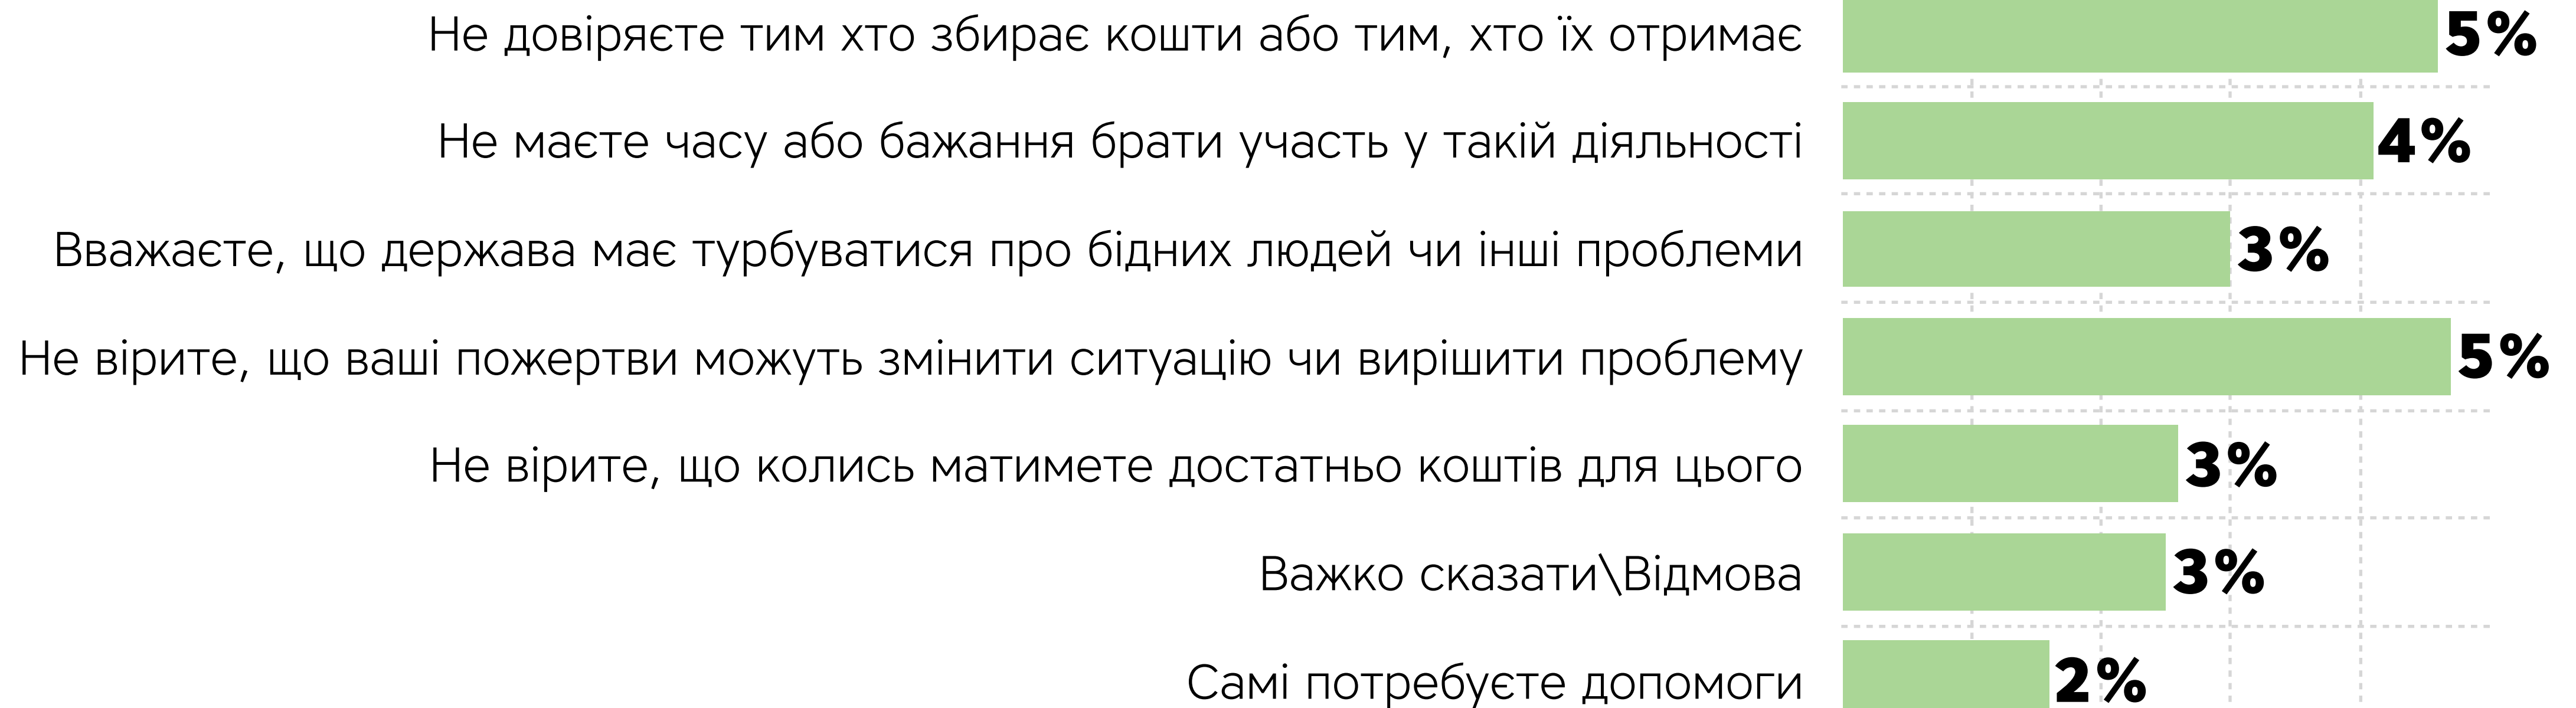 Не довіряєте тим хто збирає кошти або тим, хто їх отримає 5%
Не маєте часу або бажання брати участь у такій діяльності 4%
Вважаєте, що держава має турбуватися про бідних людей чи інші проблеми 3%
Не вірите, що ваші пожертви можуть змінити ситуацію чи вирішити проблему 5%
Не вірите, що колись матимете достатньо коштів для цього 3%
Важко сказати\Відмова 3%
Самі потребуєте допомоги 2%